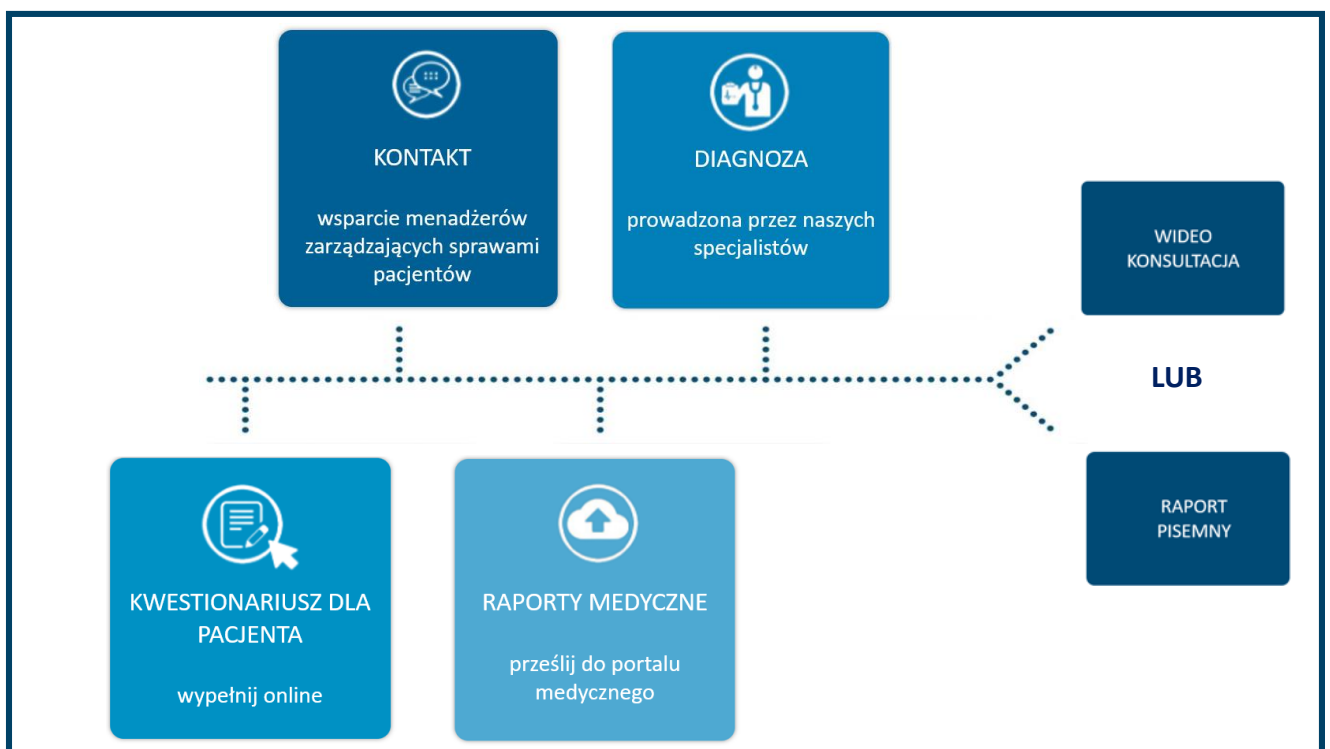 KONTAKT
wsparcie menadżerów
zarządzających sprawami
pacjentów
DIAGNOZA
prowadzona przez naszych
specjalistów
WIDEO
KONSULTACJA
LUB
RAPORT
PISEMNY
KWESTIONARIUSZ DLA
PACJENTA
wypełnij online
RAPORTY MEDYCZNE
prześlij do portalu
medycznego